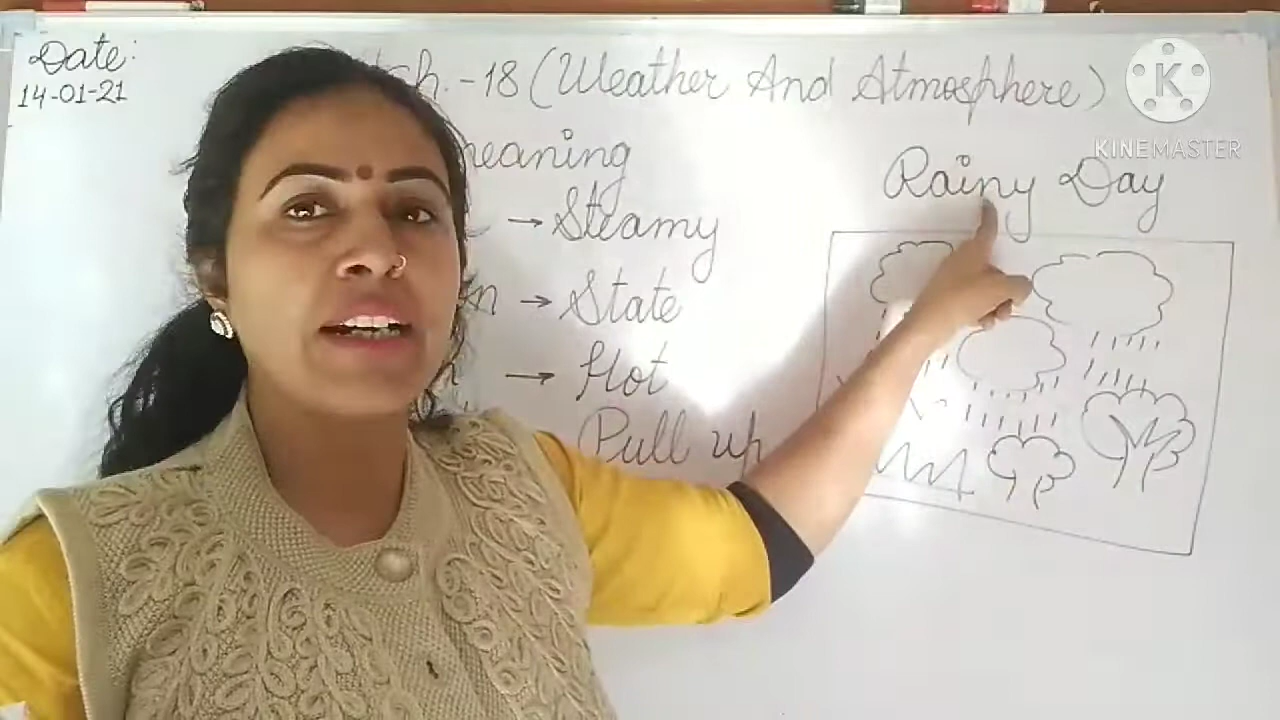 Date:
14-01-21
ch.-18 (Weather And Atmosphere)
meaning
→ Steamy
→ State
→ Hot
Pull up
Rainy Day
K
KINEMASTER